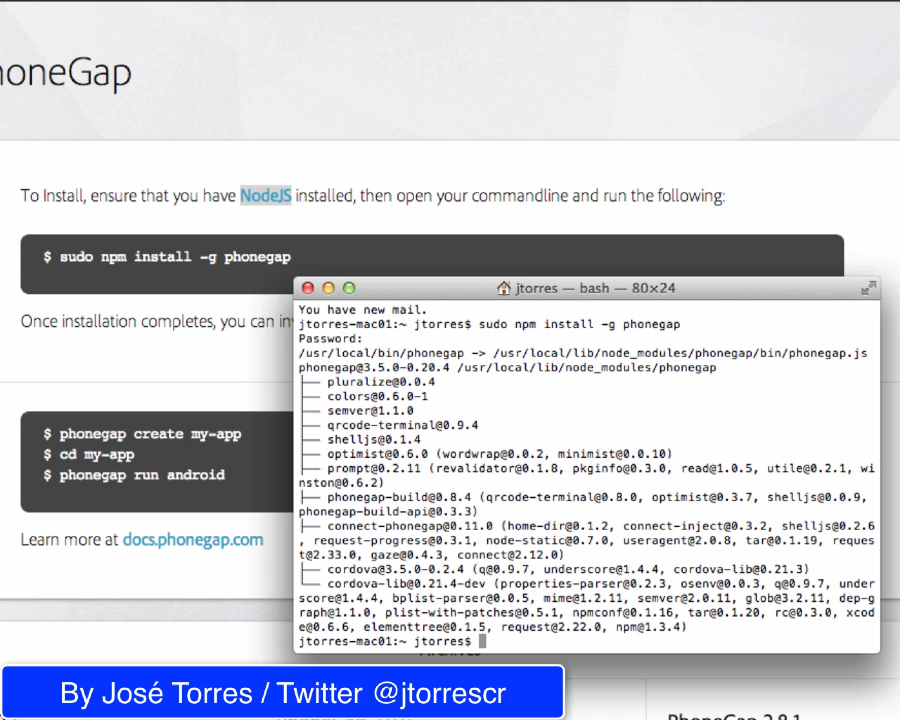 honeGap
To Install, ensure that you have NodeJS installed, then open your commandline and run the following:
$ sudo npm install -g phonegap
Once installation completes, you can in
$ phonegap create my-app
$ cd my-app
$ phonegap run android
Learn more at docs.phonegap.com
jtorres — bash — 80×24
You have new mail.
jtorres-mac01:~ jtorres$ sudo npm install -g phonegap
Password:
/usr/local/bin/phonegap -> /usr/local/lib/node_modules/phonegap/bin/phonegap.js
phonegap@3.5.0-0.20.4 /usr/local/lib/node_modules/phonegap
├── pluralize@0.0.4
├── colors@0.6.0-1
├── semver@1.1.0
├── qrcode-terminal@0.9.4
├── shelljs@0.1.4
├── optimist@0.6.0 (wordwrap@0.0.2, minimist@0.0.10)
├── prompt@0.2.11 (revalidator@0.1.8, pkginfo@0.3.0, read@1.0.5, utile@0.2.1, wi
nston@0.6.2)
├── phonegap-build@0.8.4 (qrcode-terminal@0.8.0, optimist@0.3.7, shelljs@0.0.9,
phonegap-build-api@0.3.3)
├── connect-phonegap@0.11.0 (home-dir@0.1.2, connect-inject@0.3.2, shelljs@0.2.6
, request-progress@0.3.1, node-static@0.7.0, useragent@2.0.8, tar@0.1.19, reques
t@2.33.0, gaze@0.4.3, connect@2.12.0)
├── cordova@3.5.0-0.2.4 (q@0.9.7, underscore@1.4.4, cordova-lib@0.21.3)
└── cordova-lib@0.21.4-dev (properties-parser@0.2.3, osenv@0.0.3, q@0.9.7, under
score@1.4.4, bplist-parser@0.0.5, mime@1.2.11, semver@2.0.11, glob@3.2.11, dep-g
raph@1.1.0, plist-with-patches@0.5.1, npmconf@0.1.16, tar@0.1.20, rc@0.3.0, xcod
e@0.6.6, elementtree@0.1.5, request@2.22.0, npm@1.3.4)
jtorres-mac01:~ jtorres$
Archives
By José Torres / Twitter @jtorrescr
PhoneGap 2.8.1